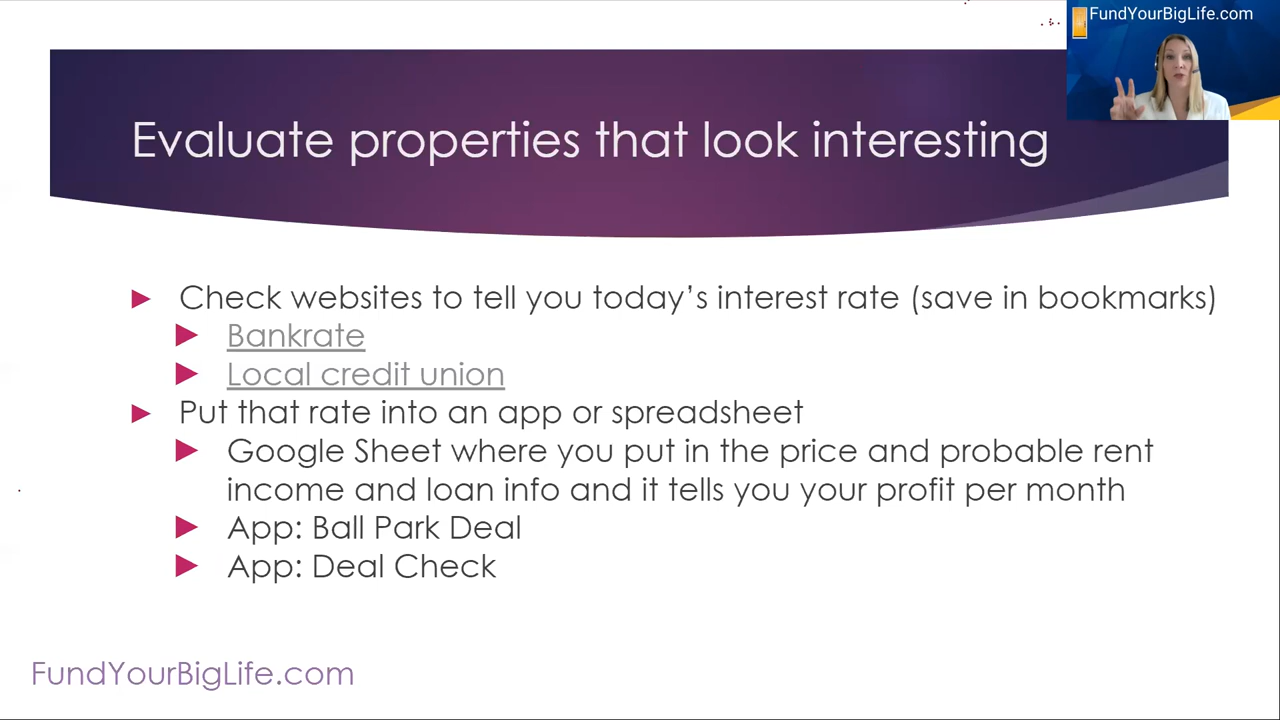 FundYourBigLife.com
Evaluate properties that look interesting
Check websites to tell you today’s interest rate (save in bookmarks)
Bankrate
Local credit union
Put that rate into an app or spreadsheet
Google Sheet where you put in the price and probable rent
income and loan info and it tells you your profit per month
App: Ball Park Deal
App: Deal Check
FundYourBigLife.com